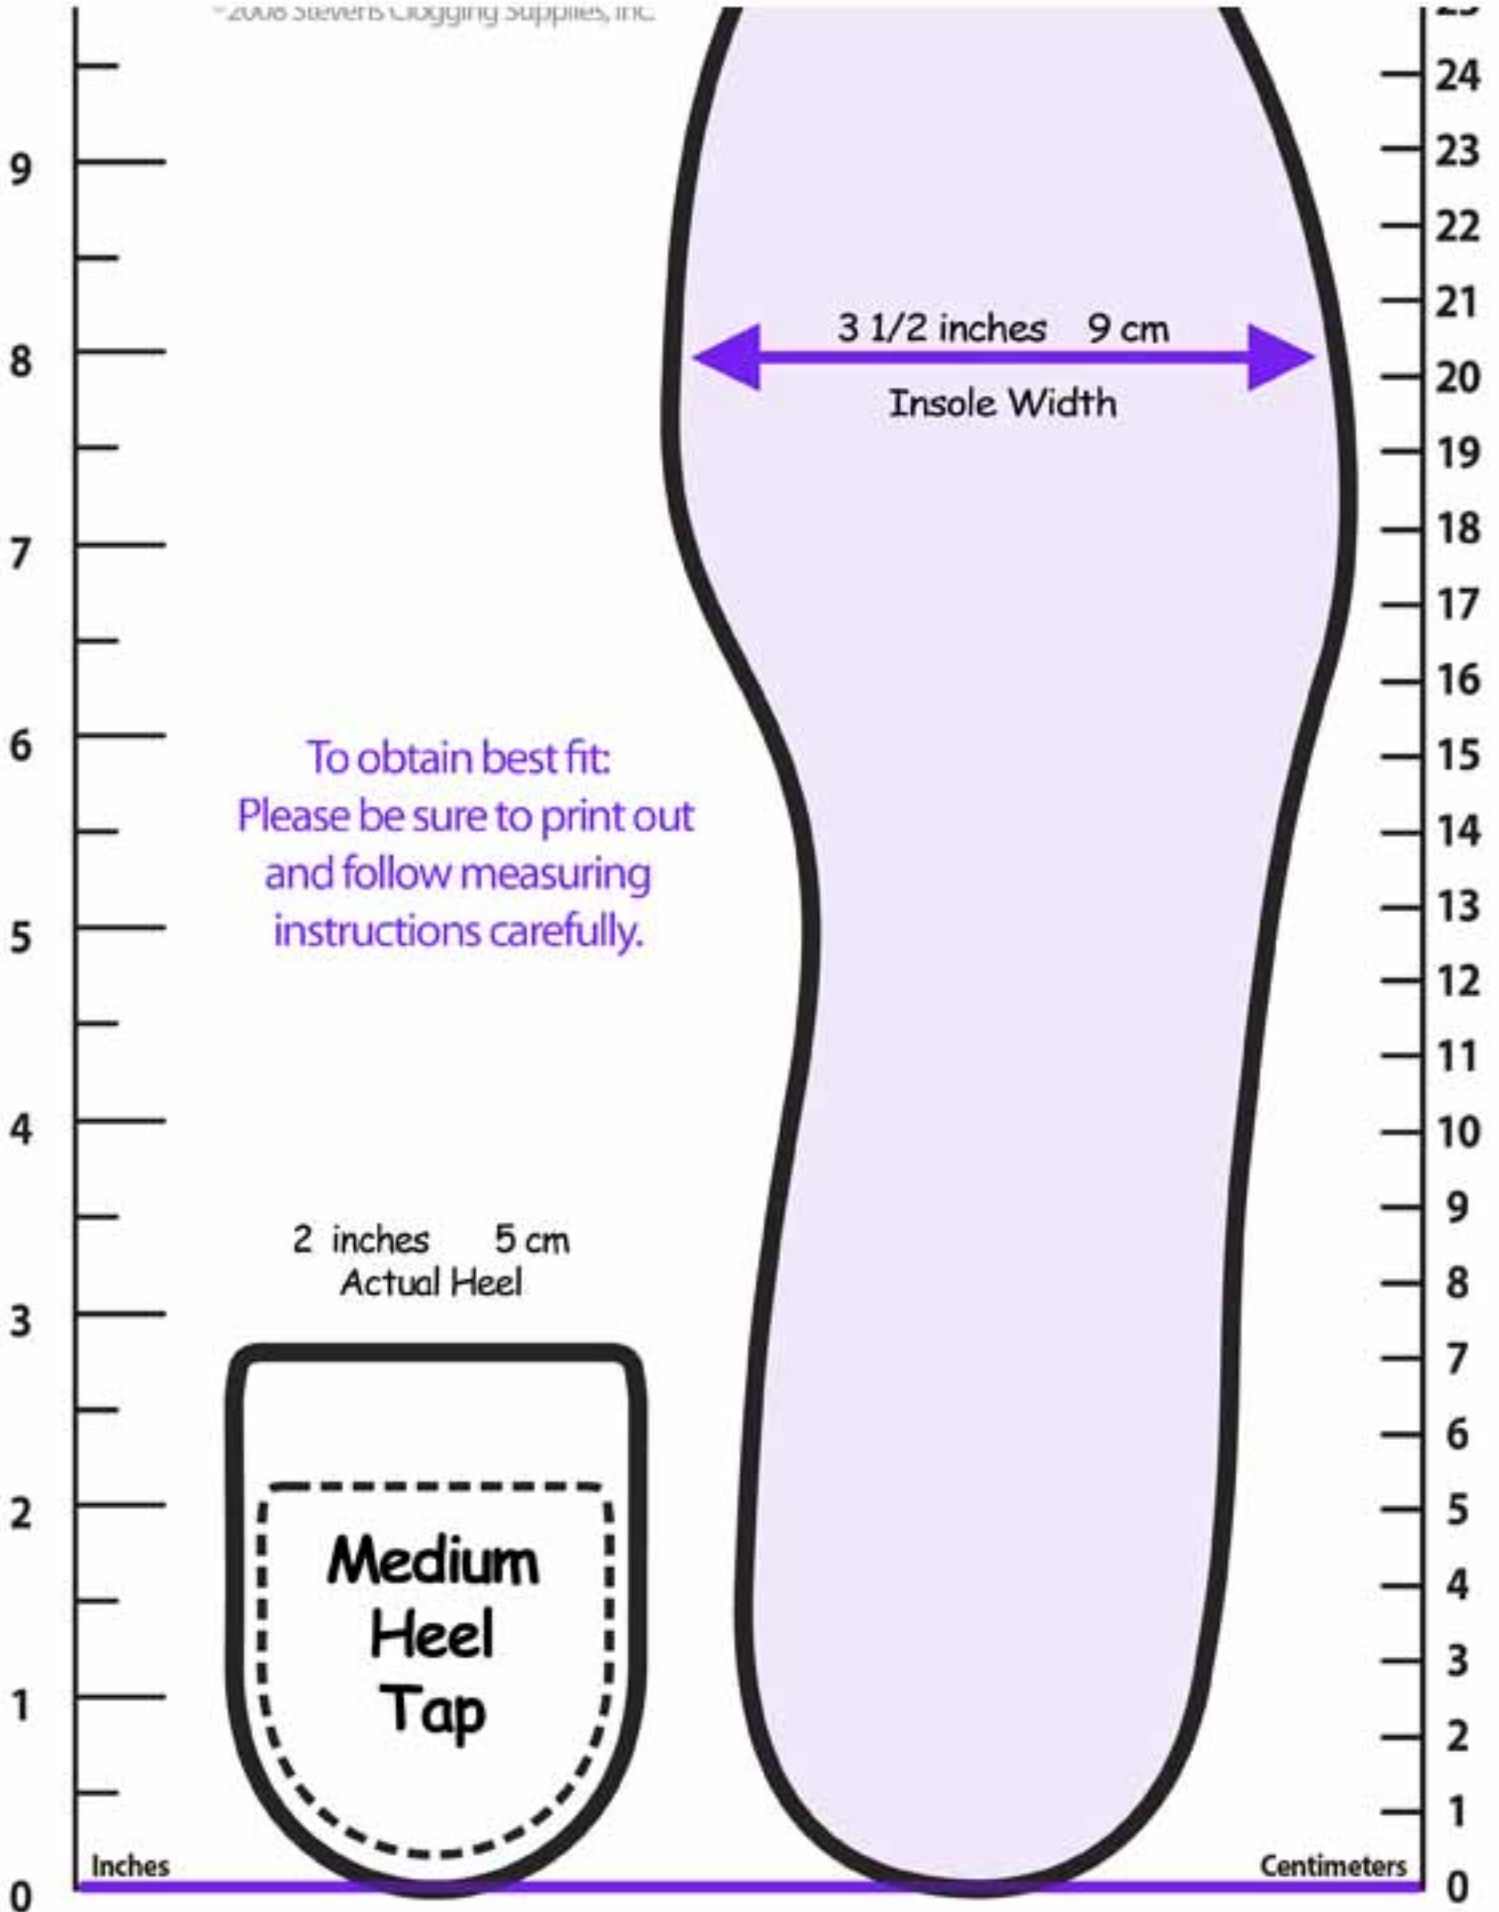 ©2008 Stevens Clogging Supplies, Inc.
24
9
23
22
21
3 1/2 inches 9 cm
8
20
Insole Width
19
7
18
17
16
6
To obtain best fit:
15
Please be sure to print out
14
and follow measuring
13
5
instructions carefully.
12
11
4
10
9
2 inches 5 cm
Actual Heel
8
3
7
6
2
5
Medium
4
Heel
3
1
Tap
2
1
Inches
Centimeters
0
0